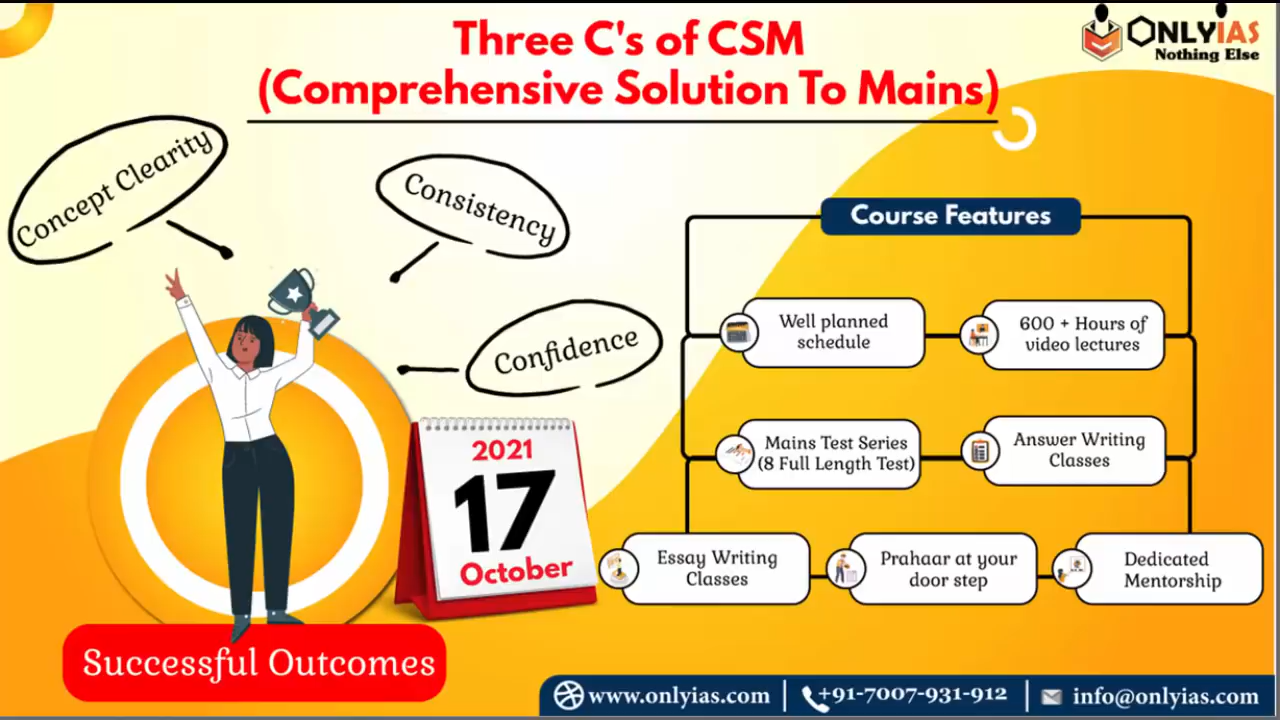 Three C's of CSM
(Comprehensive Solution To Mains)
ONLYIAS
Nothing Else
Concept Clearity
Consistency
Confidence
Course Features
Well planned
schedule
600 + Hours of
video lectures
Mains Test Series
(8 Full Length Test)
Answer Writing
Classes
Essay Writing
Classes
Prahaar at your
door step
Dedicated
Mentorship
2021
17
October
Successful Outcomes
www.onlyias.com
+91-7007-931-912
info@onlyias.com